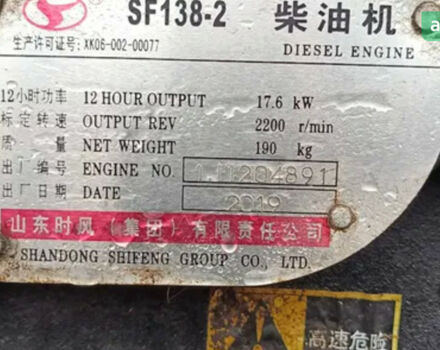 SF138-2 柴油机
生产许可证号: XK06-002-00077 DIESEL ENGINE
12小时功率 12 HOUR OUTPUT 17.6 kW
标定转速 OUTPUT REV 2200 r/min
质量 NET WEIGHT 190 kg
出厂编号 ENGINE NO.
出厂日期 DATE 2019
山东时风(集团)有限责任公司
SHANDONG SHIFENG GROUP CO., LTD.
高速危险